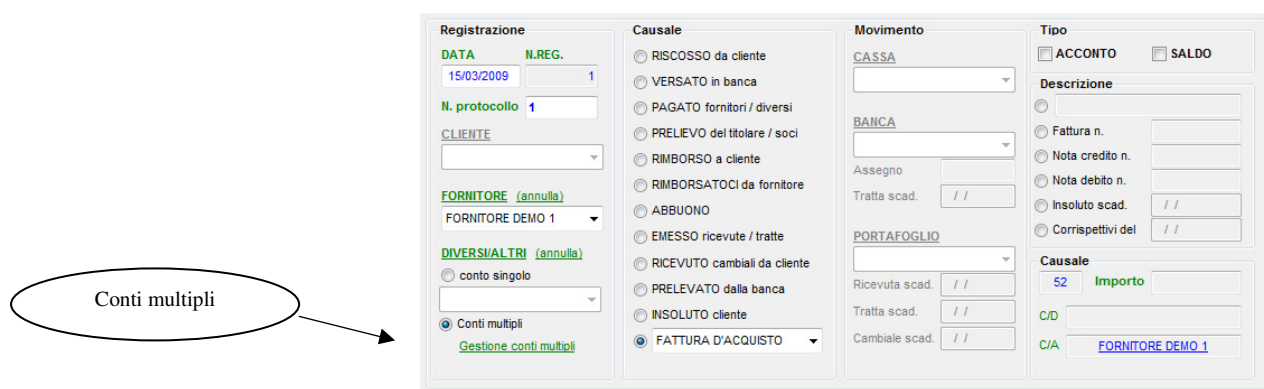 Conti multipli
Registrazione
DATA N.REG.
15/03/2009 1
N. protocollo 1
CLIENTE
FORNITORE (annulla)
FORNITORE DEMO 1
DIVERSI/ALTRI (annulla)
conto singolo
Conti multipli
Gestione conti multipli
Causale
RISCOSSO da cliente
VERSATO in banca
PAGATO fornitori / diversi
PRELIEVO del titolare / soci
RIMBORSO a cliente
RIMBORSATOCI da fornitore
ABBUONO
EMESSO ricevute / tratte
RICEVUTO cambiali da cliente
PRELEVATO dalla banca
INSOLUTO cliente
FATTURA D'ACQUISTO
Movimento
CASSA
BANCA
Assegno
Tratta scad. / /
PORTAFOGLIO
Ricevuta scad. / /
Tratta scad. / /
Cambiale scad. / /
Tipo
ACCONTO SALDO
Descrizione
Fattura n.
Nota credito n.
Nota debito n.
Insoluto scad. / /
Corrispettivi del / /
Causale
52 Importo
C/D
C/A FORNITORE DEMO 1